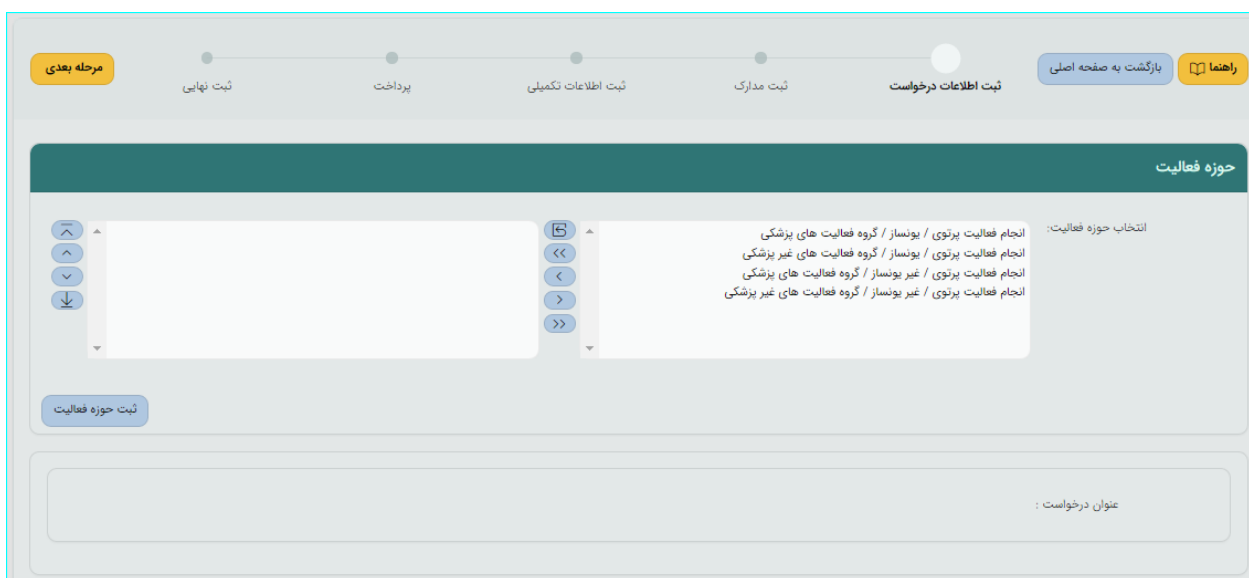 راهنما
بازگشت به صفحه اصلی
ثبت اطلاعات درخواست
ثبت مدارک
ثبت اطلاعات تکمیلی
پرداخت
ثبت نهایی
مرحله بعدی
حوزه فعالیت
انتخاب حوزه فعالیت:
انجام فعالیت پرتوی / یونساز / گروه فعالیت های پزشکی
انجام فعالیت پرتوی / یونساز / گروه فعالیت های غیر پزشکی
انجام فعالیت پرتوی / غیر یونساز / گروه فعالیت های پزشکی
انجام فعالیت پرتوی / غیر یونساز / گروه فعالیت های غیر پزشکی
ثبت حوزه فعالیت
عنوان درخواست :